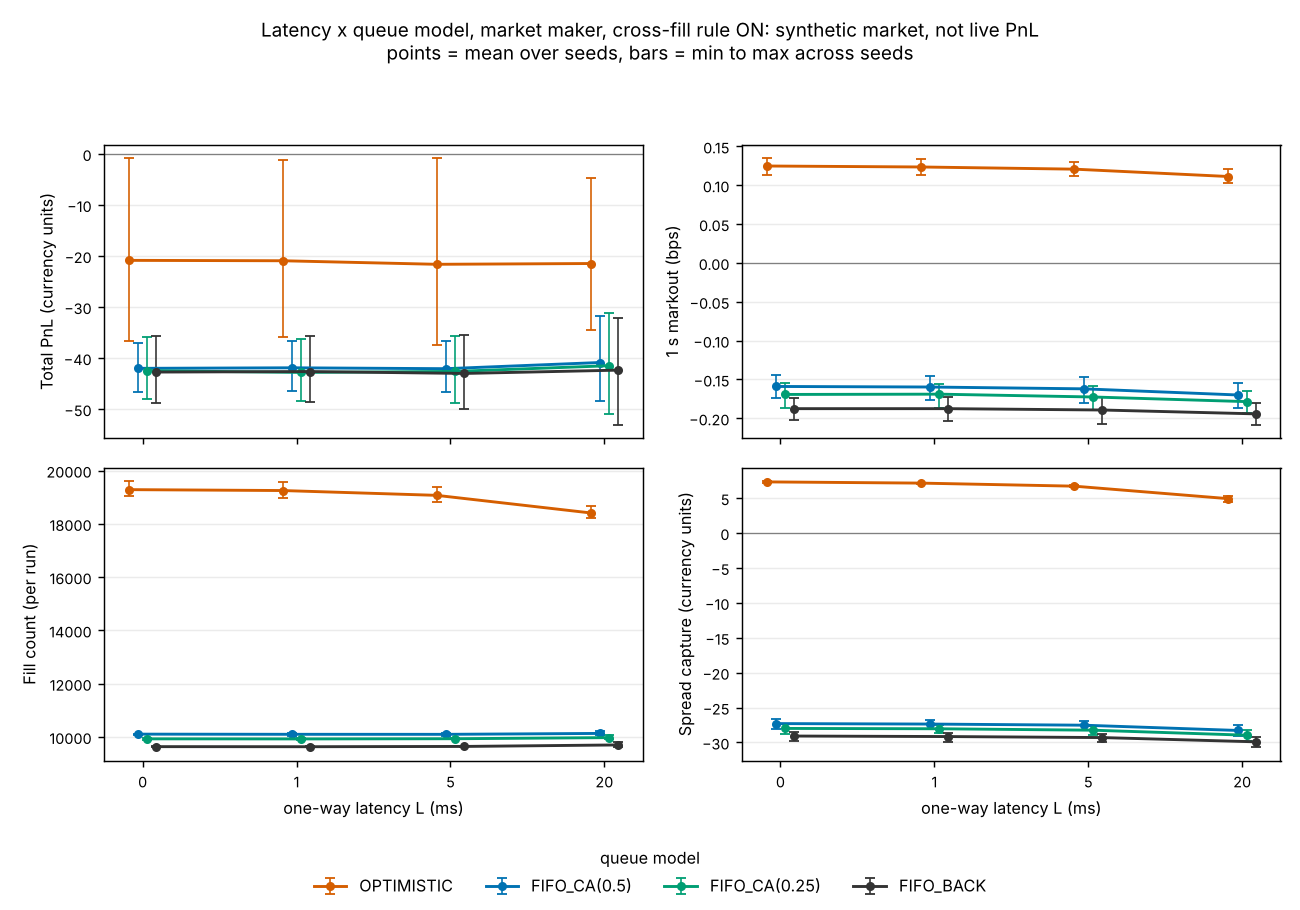 Latency x queue model, market maker, cross-fill rule ON: synthetic market, not live PnL
points = mean over seeds, bars = min to max across seeds
Total PnL (currency units)
0
−10
−20
−30
−40
−50
1 s markout (bps)
0.15
0.10
0.05
0.00
−0.05
−0.10
−0.15
−0.20
Fill count (per run)
20000
18000
16000
14000
12000
10000
0
1
5
20
one-way latency L (ms)
Spread capture (currency units)
5
0
−5
−10
−15
−20
−25
−30
0
1
5
20
one-way latency L (ms)
queue model
OPTIMISTIC
FIFO_CA(0.5)
FIFO_CA(0.25)
FIFO_BACK